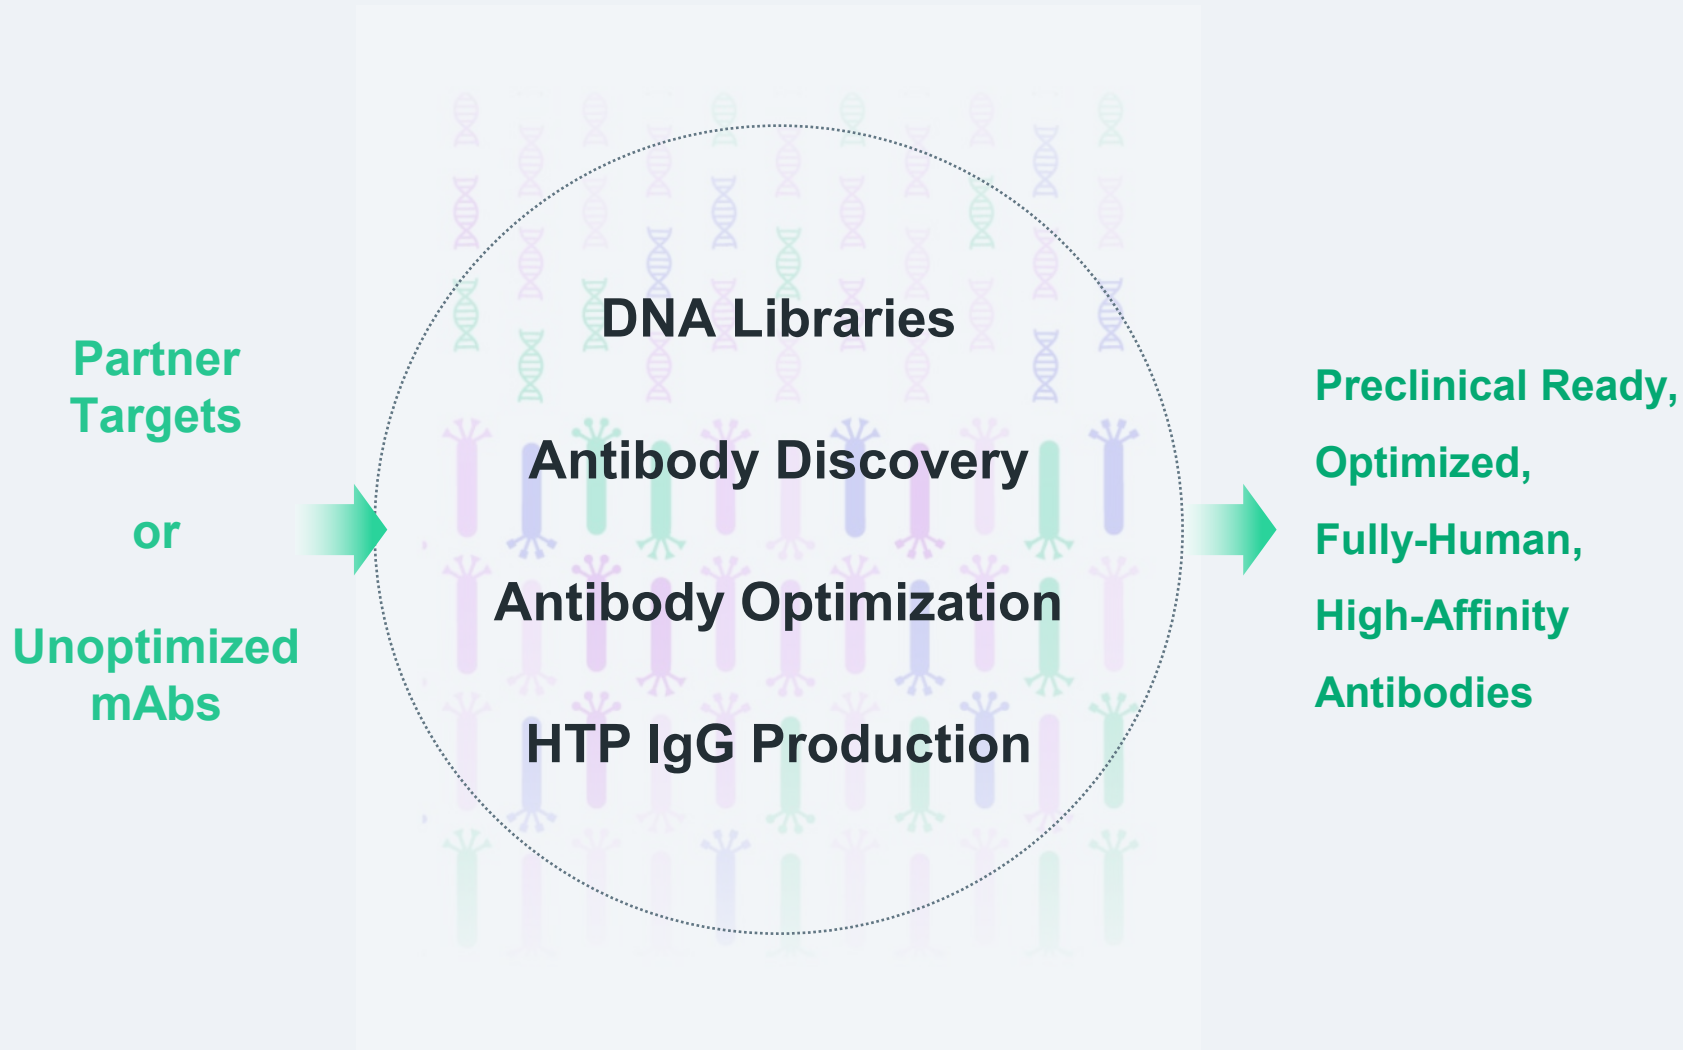 Partner
Targets
or
Unoptimized
mAbs
DNA Libraries
Antibody Discovery
Antibody Optimization
HTP IgG Production
Preclinical Ready,
Optimized,
Fully-Human,
High-Affinity
Antibodies